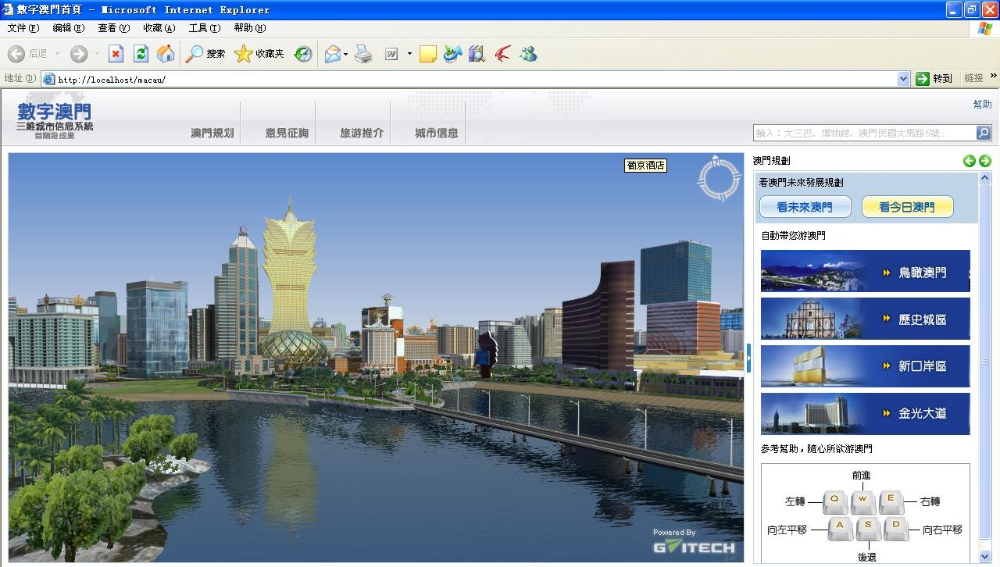 數字澳門首頁 - Microsoft Internet Explorer
文件(F) 编辑(E) 查看(V) 收藏(A) 工具(T) 帮助(H)
后退 搜索 收藏夹
地址(D) http://localhost/macau/ 转到 链接 »
數字澳門
三維城市信息系統
首階段成果
澳門規划 意見征詢 旅游推介 城市信息
幫助
輸入：大三巴、博物館、澳門民國大馬路6號...
葡京酒店
N
澳門規劃
看澳門未來發展規劃
看未來澳門 看今日澳門
自動帶您游澳門
鳥瞰澳門
歷史城區
新口岸區
金光大道
參考幫助，隨心所欲游澳門
前進
左轉 Q W E 右轉
向左平移 A S D 向右平移
後退
Powered By
GVITECH